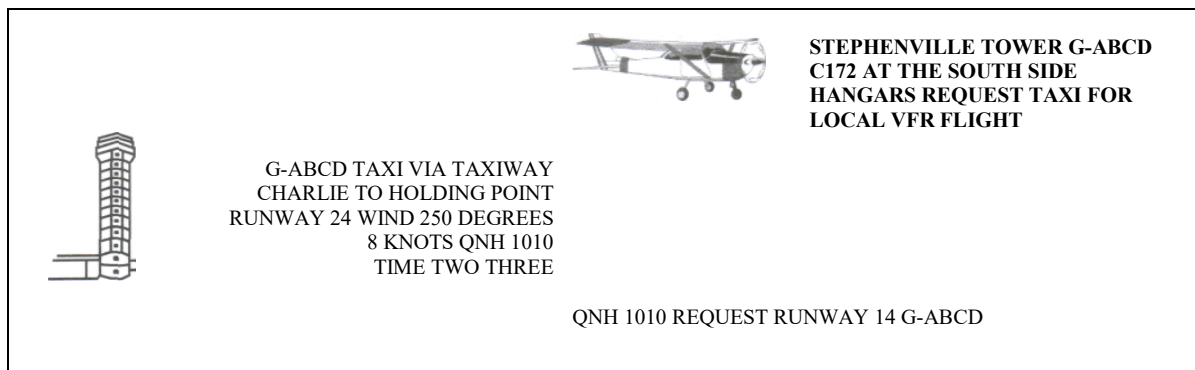 STEPHENVILLE TOWER G-ABCD
C172 AT THE SOUTH SIDE
HANGARS REQUEST TAXI FOR
LOCAL VFR FLIGHT
G-ABCD TAXI VIA TAXIWAY
CHARLIE TO HOLDING POINT
RUNWAY 24 WIND 250 DEGREES
8 KNOTS QNH 1010
TIME TWO THREE
QNH 1010 REQUEST RUNWAY 14 G-ABCD